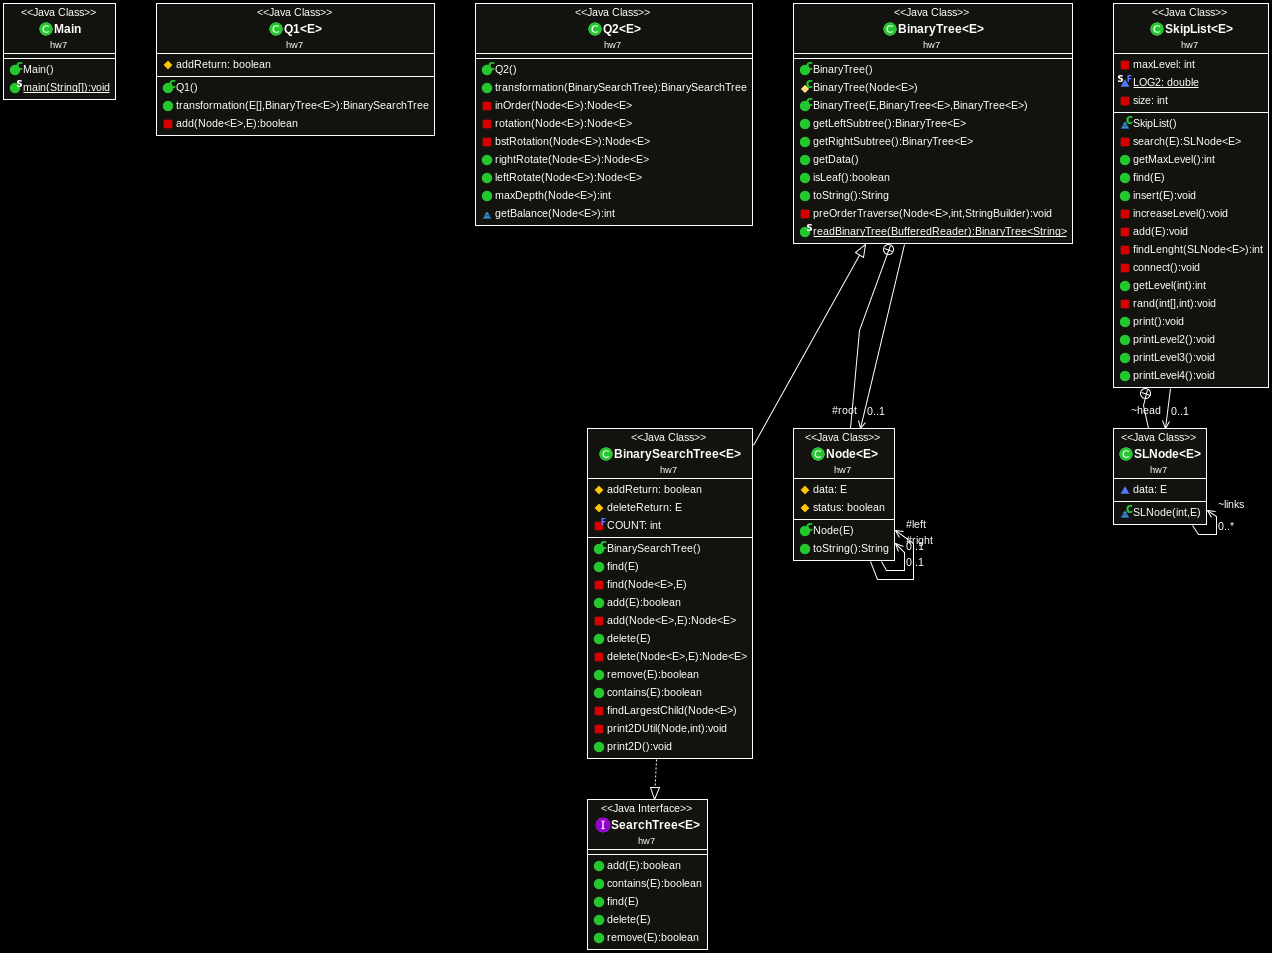 <<Java Class>>
Main
hw7
Main()
main(String[]):void
<<Java Class>>
Q1<E>
hw7
addReturn: boolean
Q1()
transformation(E[],BinaryTree<E>):BinarySearchTree
add(Node<E>,E):boolean
<<Java Class>>
Q2<E>
hw7
Q2()
transformation(BinarySearchTree):BinarySearchTree
inOrder(Node<E>):Node<E>
rotation(Node<E>):Node<E>
bstRotation(Node<E>):Node<E>
rightRotate(Node<E>):Node<E>
leftRotate(Node<E>):Node<E>
maxDepth(Node<E>):int
getBalance(Node<E>):int
<<Java Class>>
BinaryTree<E>
hw7
BinaryTree()
BinaryTree(Node<E>)
BinaryTree(E,BinaryTree<E>,BinaryTree<E>)
getLeftSubtree():BinaryTree<E>
getRightSubtree():BinaryTree<E>
getData()
isLeaf():boolean
toString():String
preOrderTraverse(Node<E>,int,StringBuilder):void
readBinaryTree(BufferedReader):BinaryTree<String>
<<Java Class>>
SkipList<E>
hw7
maxLevel: int
LOG2: double
size: int
SkipList()
search(E):SLNode<E>
getMaxLevel():int
find(E)
insert(E):void
increaseLevel():void
add(E):void
findLenght(SLNode<E>):int
connect():void
getLevel(int):int
rand(int[],int):void
print():void
printLevel2():void
printLevel3():void
printLevel4():void
#root
0..1
~head
0..1
<<Java Class>>
BinarySearchTree<E>
hw7
addReturn: boolean
deleteReturn: E
COUNT: int
BinarySearchTree()
find(E)
find(Node<E>,E)
add(E):boolean
add(Node<E>,E):Node<E>
delete(E)
delete(Node<E>,E):Node<E>
remove(E):boolean
contains(E):boolean
findLargestChild(Node<E>)
print2DUtil(Node,int):void
print2D():void
<<Java Class>>
Node<E>
hw7
data: E
status: boolean
Node(E)
toString():String
#left
#right
0..1
0..1
<<Java Class>>
SLNode<E>
hw7
data: E
SLNode(int,E)
~links
0..*
<<Java Interface>>
SearchTree<E>
hw7
add(E):boolean
contains(E):boolean
find(E)
delete(E)
remove(E):boolean